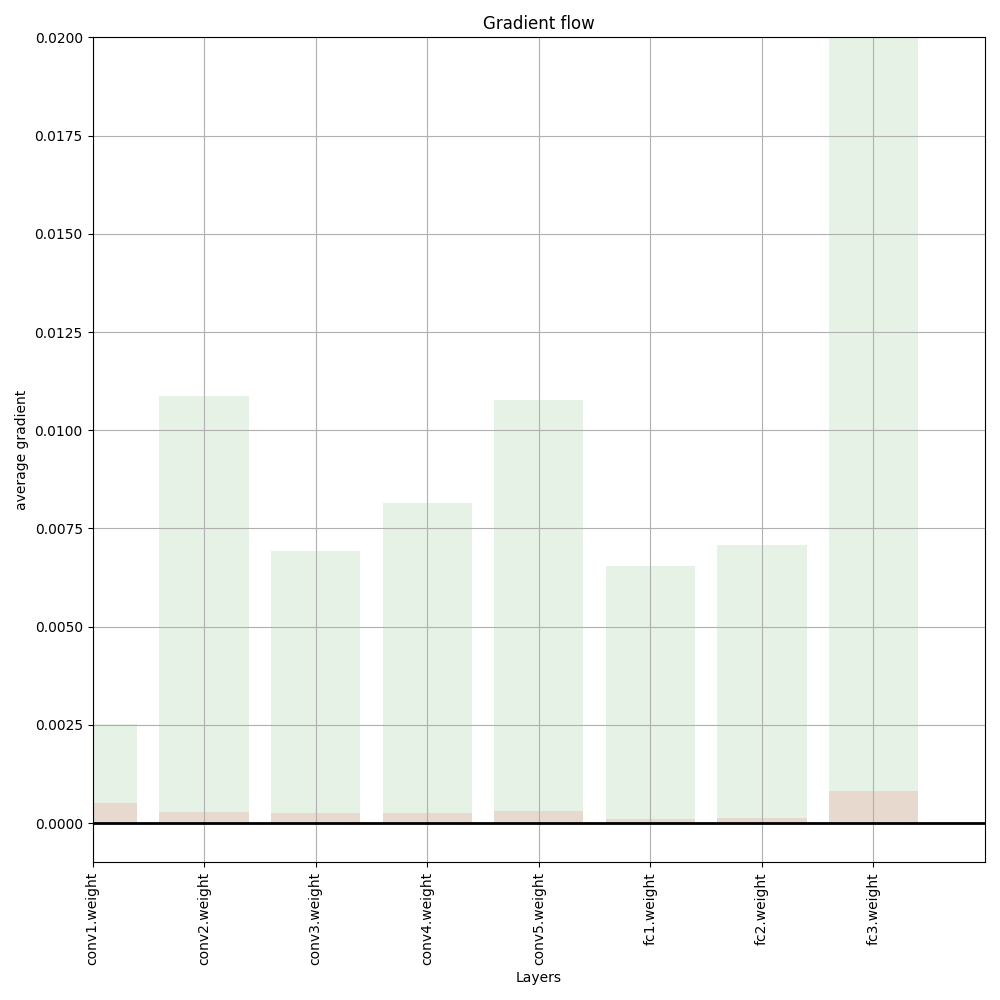 Gradient flow
0.0200
0.0175
0.0150
0.0125
0.0100
0.0075
0.0050
0.0025
0.0000
average gradient
conv1.weight
conv2.weight
conv3.weight
conv4.weight
conv5.weight
fc1.weight
fc2.weight
fc3.weight
Layers